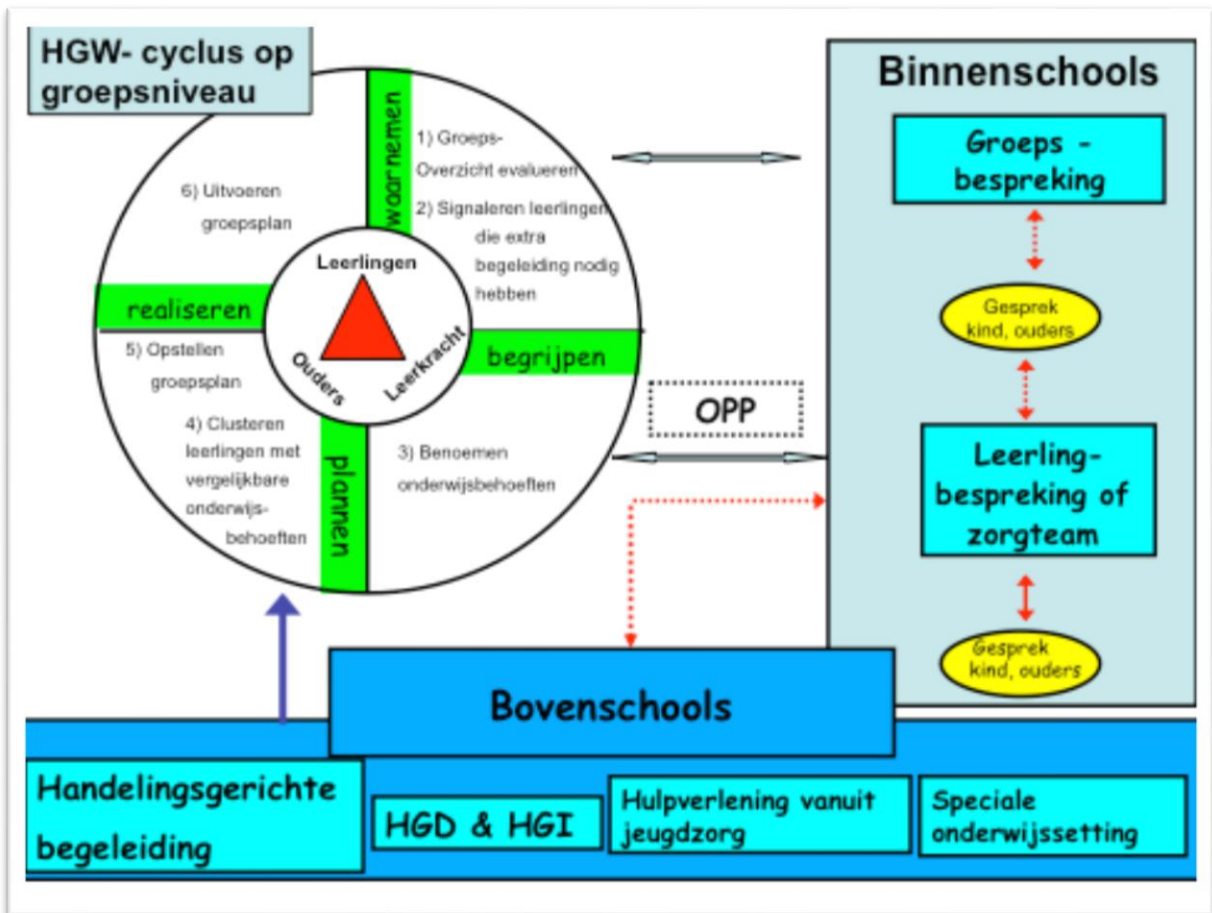 HGW- cyclus op
groepsniveau
waarnemen
1) Groeps-
Overzicht evalueren
2) Signaleren leerlingen
die extra
begeleiding nodig
hebben
begrijpen
3) Benoemen
onderwijsbehoeften
plannen
4) Clusteren
leerlingen met
vergelijkbare
onderwijs-
behoeften
5) Opstellen
groepsplan
realiseren
6) Uitvoeren
groepsplan
Leerlingen
Leerkracht
Ouders
OPP
Binnenschools
Groeps -
bespreking
Gesprek
kind, ouders
Leerling-
bespreking of
zorgteam
Gesprek
kind, ouders
Bovenschools
Handelingsgerichte
begeleiding
HGD & HGI
Hulpverlening vanuit
jeugdzorg
Speciale
onderwijssetting